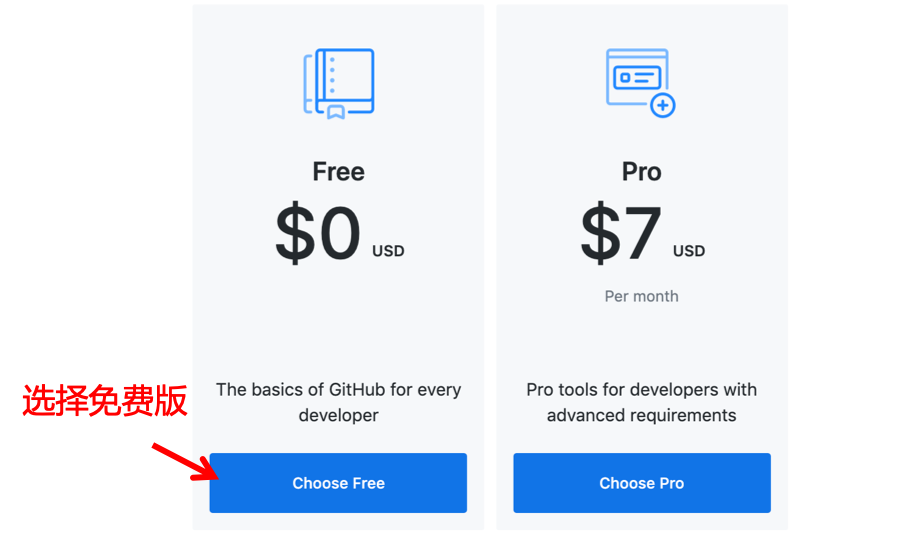 Free
$0 USD
The basics of GitHub for every
developer
Choose Free
Pro
$7 USD
Per month
Pro tools for developers with
advanced requirements
Choose Pro
选择免费版